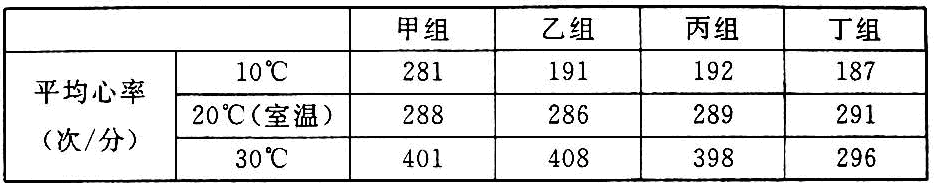 甲组 乙组 丙组 丁组
平均心率
(次/分)
10℃ 281 191 192 187
20℃(室温) 288 286 289 291
30℃ 401 408 398 296